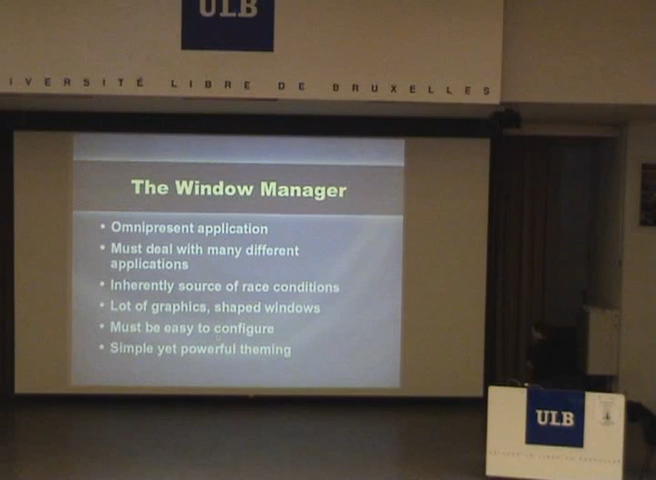 ULB
IVERSITÉ LIBRE DE BRUXELLES
The Window Manager
• Omnipresent application
• Must deal with many different
applications
• Inherently source of race conditions
• Lot of graphics, shaped windows
• Must be easy to configure
• Simple yet powerful theming
ULB